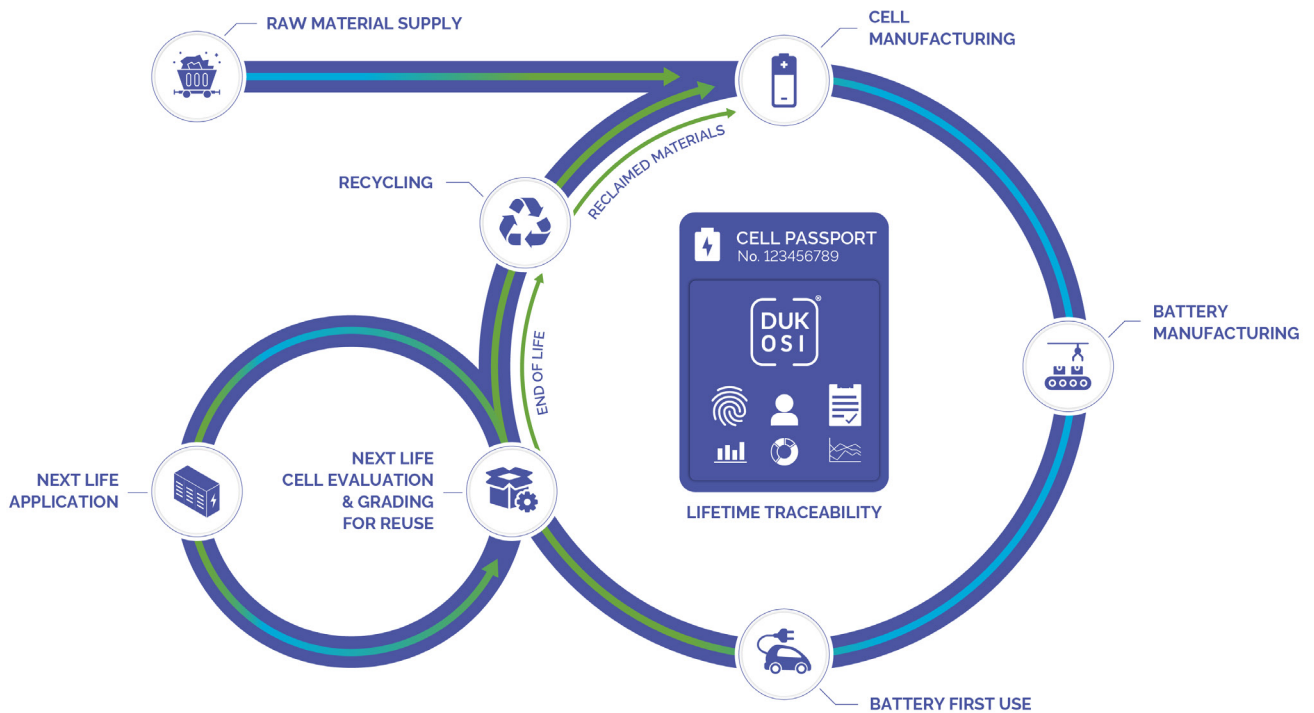 RAW MATERIAL SUPPLY
CELL
MANUFACTURING
RECYCLING
RECLAIMED MATERIALS
CELL PASSPORT
No. 123456789
DUK
OSI
®
BATTERY
MANUFACTURING
END OF LIFE
NEXT LIFE
APPLICATION
NEXT LIFE
CELL EVALUATION
& GRADING
FOR REUSE
LIFETIME TRACEABILITY
BATTERY FIRST USE